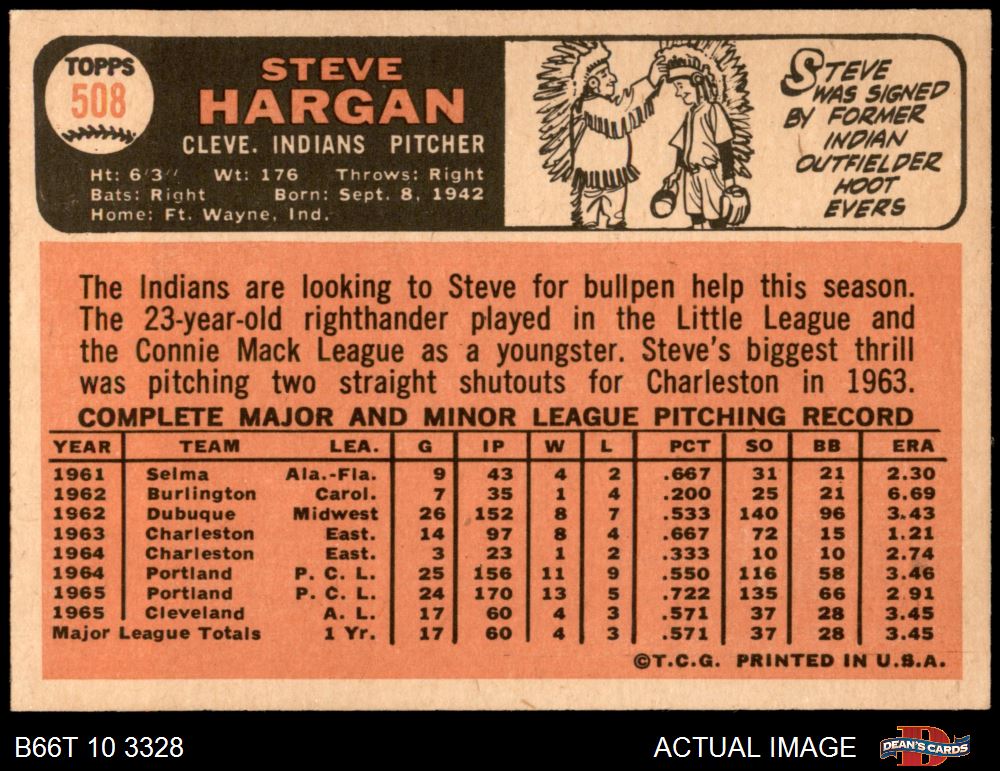 TOPPS
508
STEVE
HARGAN
CLEVE. INDIANS PITCHER
Ht: 6'3" Wt: 176 Throws: Right
Bats: Right Born: Sept. 8, 1942
Home: Ft. Wayne, Ind.
STEVE
WAS SIGNED
BY FORMER
INDIAN
OUTFIELDER
HOOT
EVERS
The Indians are looking to Steve for bullpen help this season.
The 23-year-old righthander played in the Little League and
the Connie Mack League as a youngster. Steve's biggest thrill
was pitching two straight shutouts for Charleston in 1963.
COMPLETE MAJOR AND MINOR LEAGUE PITCHING RECORD
YEAR TEAM LEA. G IP W L PCT SO BB ERA
1961 Selma Ala.-Fla. 9 43 4 2 .667 31 21 2.30
1962 Burlington Carol. 7 35 1 4 .200 25 21 6.69
1962 Dubuque Midwest 26 152 8 7 .533 140 96 3.43
1963 Charleston East. 14 97 8 4 .667 72 15 1.21
1964 Charleston East. 3 23 1 2 .333 10 10 2.74
1964 Portland P. C. L. 25 156 11 9 .550 116 58 3.46
1965 Portland P. C. L. 24 170 13 5 .722 135 66 2.91
1965 Cleveland A. L. 17 60 4 3 .571 37 28 3.45
Major League Totals 1 Yr. 17 60 4 3 .571 37 28 3.45
©T.C.G. PRINTED IN U.S.A.
B66T 10 3328
ACTUAL IMAGE
DEAN'S CARDS